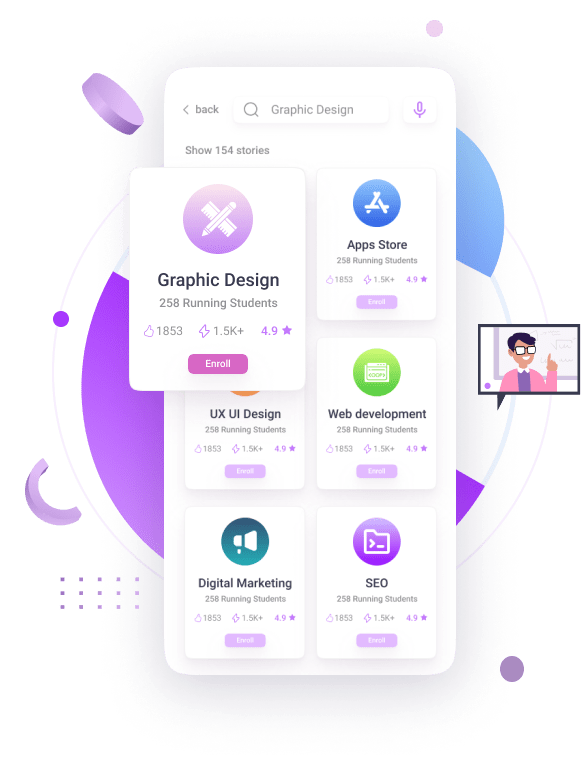 back
Graphic Design
Show 154 stories
Graphic Design
258 Running Students
1853 1.5K+ 4.9
Enroll
Apps Store
258 Running Students
1853 1.5K+ 4.9
Enroll
UX UI Design
258 Running Students
1853 1.5K+ 4.9
Enroll
Web development
258 Running Students
1853 1.5K+ 4.9
Enroll
Digital Marketing
258 Running Students
1853 1.5K+ 4.9
Enroll
SEO
258 Running Students
1853 1.5K+ 4.9
Enroll